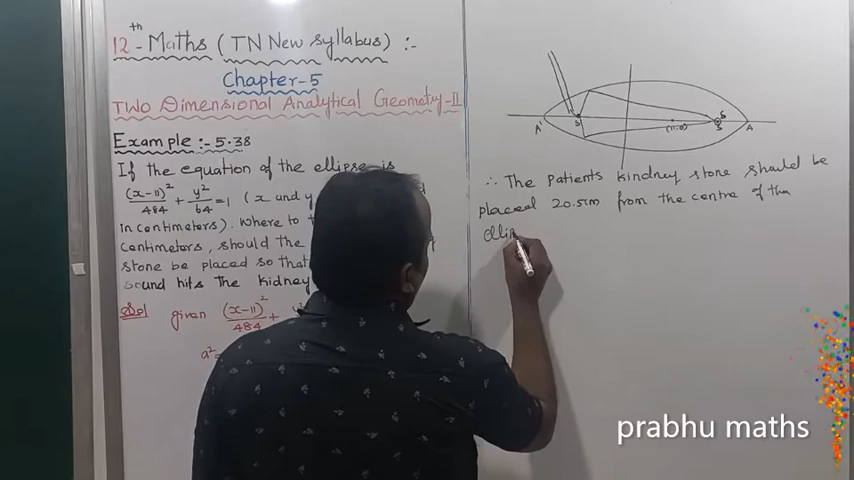 12th - Maths ( TN New syllabus) :-
Chapter-5
TWO Dimensional Analytical Geometry-II
Example :- 5.38
If the equation of the ellipse is
(x-11)²/484 + y²/64 = 1 ( x and y
in centimeters). where to
centimeters, should the
stone be placed so that
sound hits the kidney
Sol given (x-11)²/484 +
a² =
A' S (11,0) S S A
∴ The patients kindney stone should be
placed 20.5cm from the centre of the
ellip
prabhu maths